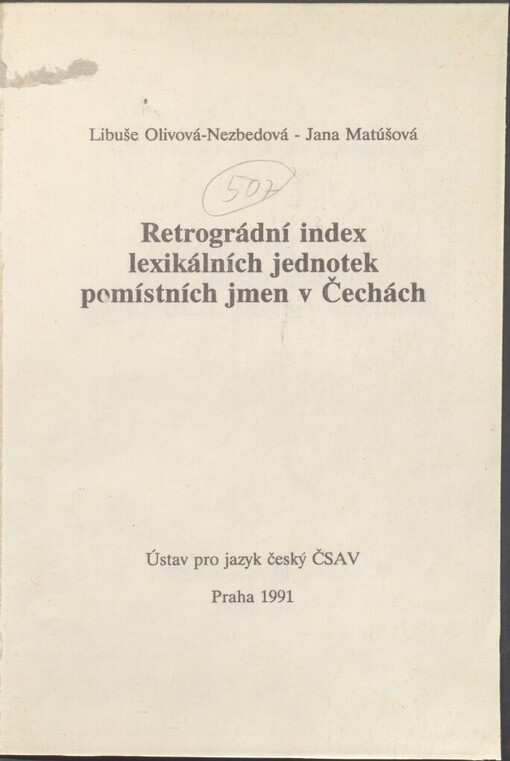 Libuše Olivová-Nezbedová - Jana Matúšová
507
Retrográdní index
lexikálních jednotek
pomístních jmen v Čechách
Ústav pro jazyk český ČSAV
Praha 1991